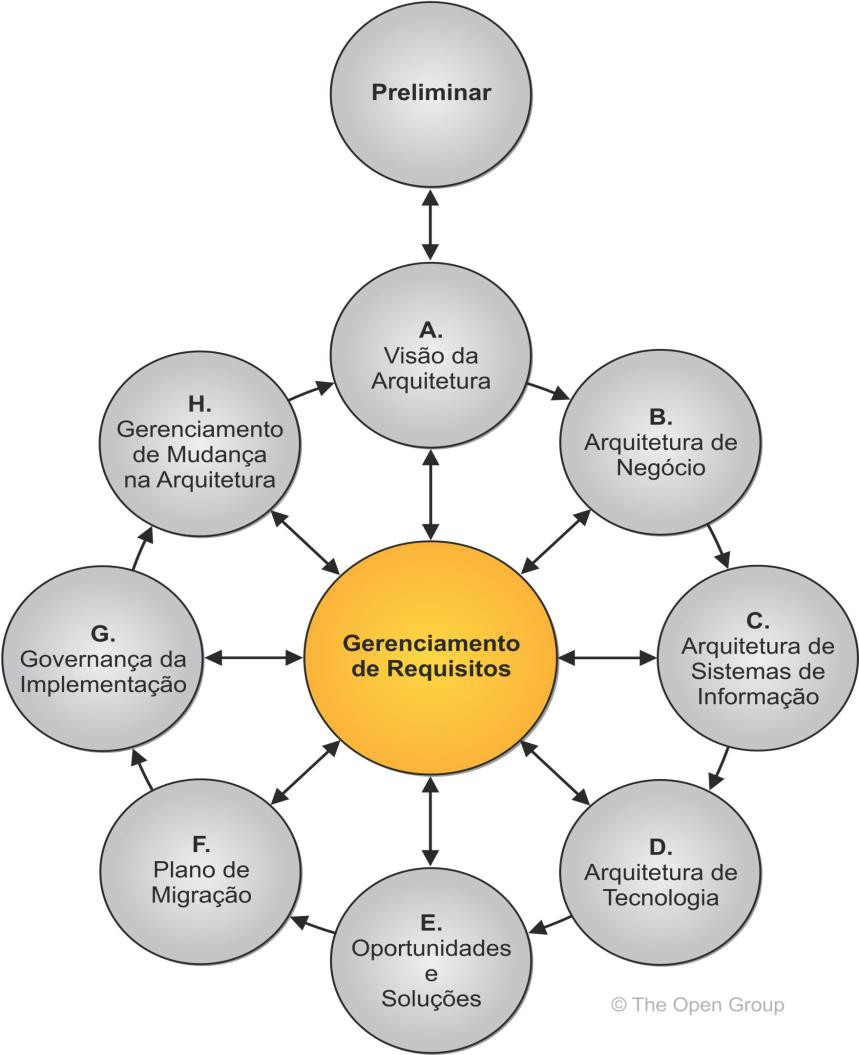 Preliminar
A.
Visão da
Arquitetura
B.
Arquitetura de
Negócio
C.
Arquitetura de
Sistemas de
Informação
D.
Arquitetura de
Tecnologia
E.
Oportunidades
e
Soluções
F.
Plano de
Migração
G.
Governança da
Implementação
H.
Gerenciamento
de Mudança
na Arquitetura
Gerenciamento
de Requisitos
© The Open Group